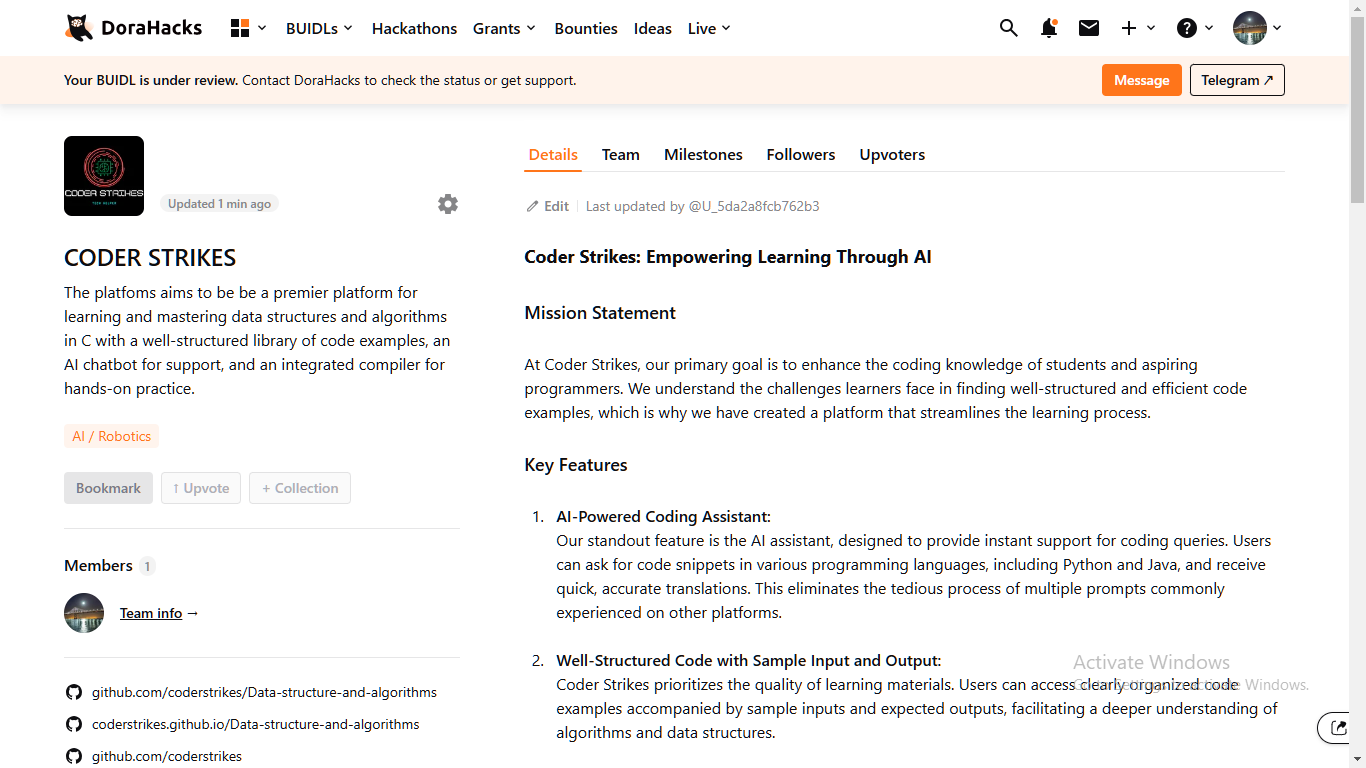 DoraHacks
BUIDLs
Hackathons
Grants
Bounties
Ideas
Live
Your BUIDL is under review. Contact DoraHacks to check the status or get support.
Message
Telegram ↗
CODER STRIKES
Updated 1 min ago
CODER STRIKES
The platfoms aims to be be a premier platform for
learning and mastering data structures and algorithms
in C with a well-structured library of code examples, an
AI chatbot for support, and an integrated compiler for
hands-on practice.
AI / Robotics
Bookmark
↑ Upvote
+ Collection
Members 1
Team info →
github.com/coderstrikes/Data-structure-and-algorithms
coderstrikes.github.io/Data-structure-and-algorithms
github.com/coderstrikes
Details
Team
Milestones
Followers
Upvoters
Edit
Last updated by @U_5da2a8fcb762b3
Coder Strikes: Empowering Learning Through AI
Mission Statement
At Coder Strikes, our primary goal is to enhance the coding knowledge of students and aspiring
programmers. We understand the challenges learners face in finding well-structured and efficient code
examples, which is why we have created a platform that streamlines the learning process.
Key Features
1. AI-Powered Coding Assistant:
Our standout feature is the AI assistant, designed to provide instant support for coding queries. Users
can ask for code snippets in various programming languages, including Python and Java, and receive
quick, accurate translations. This eliminates the tedious process of multiple prompts commonly
experienced on other platforms.
2. Well-Structured Code with Sample Input and Output:
Coder Strikes prioritizes the quality of learning materials. Users can access clearly organized code
examples accompanied by sample inputs and expected outputs, facilitating a deeper understanding of
algorithms and data structures.
Activate Windows
Go to Settings to activate Windows.